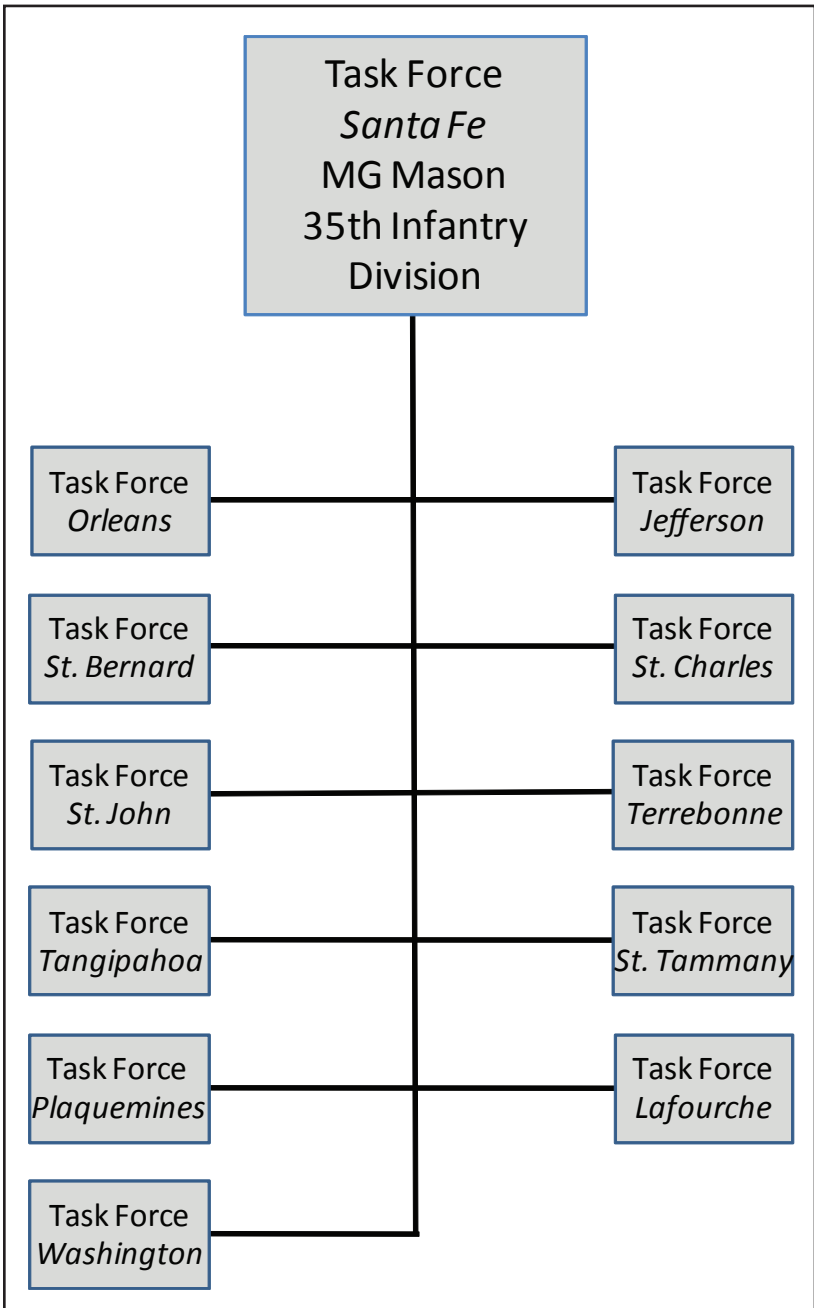 Task Force
Santa Fe
MG Mason
35th Infantry
Division
Task Force
Orleans
Task Force
Jefferson
Task Force
St. Bernard
Task Force
St. Charles
Task Force
St. John
Task Force
Terrebonne
Task Force
Tangipahoa
Task Force
St. Tammany
Task Force
Plaquemines
Task Force
Lafourche
Task Force
Washington